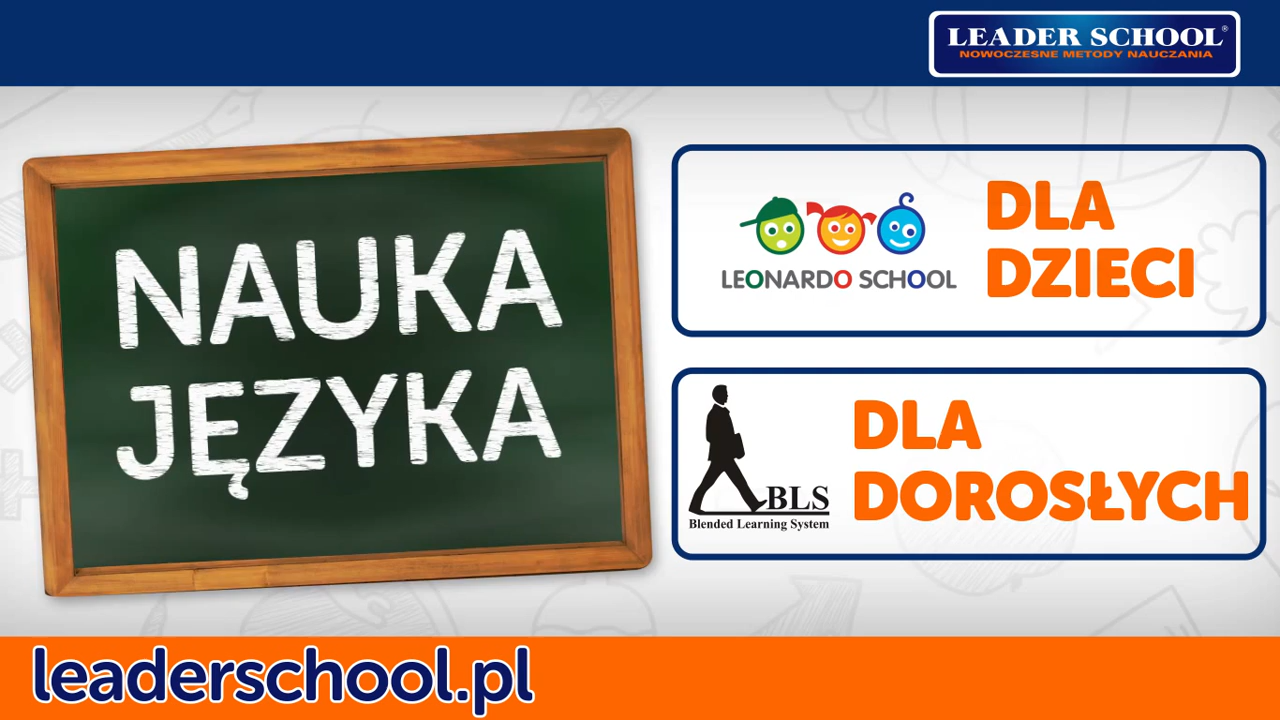 LEADER SCHOOL®
NOWOCZESNE METODY NAUCZANIA
NAUKA
JĘZYKA
LEONARDO SCHOOL
DLA
DZIECI
BLS
Blended Learning System
DLA
DOROSŁYCH
leaderschool.pl